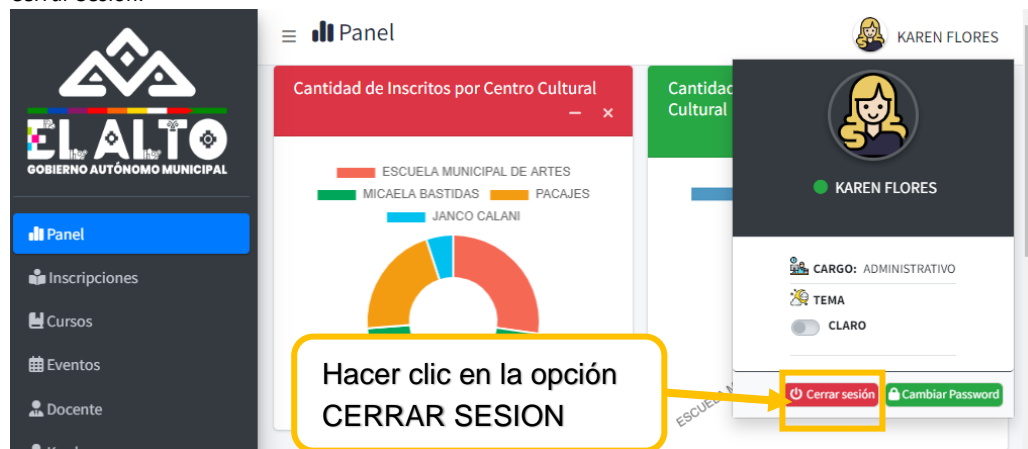 Cerrar Sesión.
Panel
KAREN FLORES
EL ALTO
GOBIERNO AUTÓNOMO MUNICIPAL
Panel
Inscripciones
Cursos
Eventos
Docente
Cantidad de Inscritos por Centro Cultural
ESCUELA MUNICIPAL DE ARTES
MICAELA BASTIDAS PACAJES
JANCO CALANI
Cantidad
Cultural
KAREN FLORES
CARGO: ADMINISTRATIVO
TEMA
CLARO
Cerrar sesión Cambiar Password
Hacer clic en la opción
CERRAR SESION